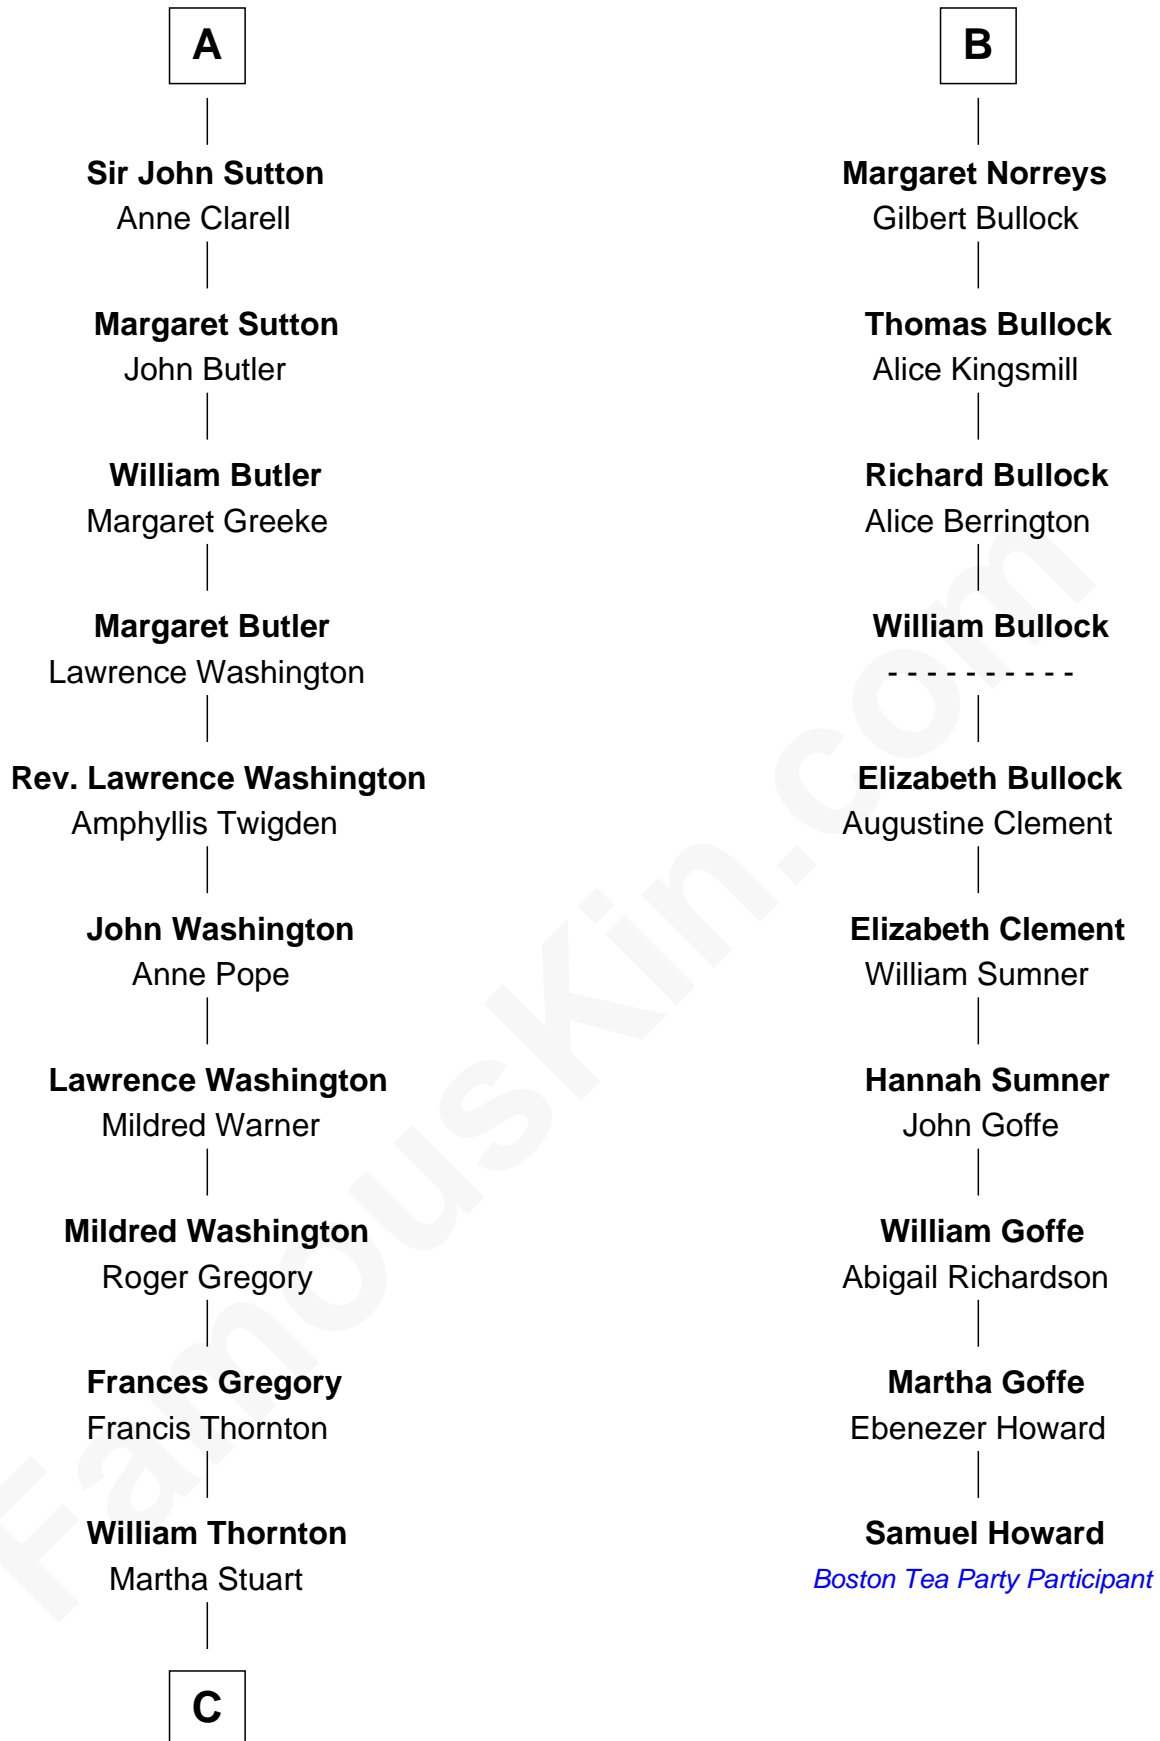 A
Sir John Sutton
Anne Clarell
Margaret Sutton
John Butler
William Butler
Margaret Greeke
Margaret Butler
Lawrence Washington
Rev. Lawrence Washington
Amphyllis Twigden
John Washington
Anne Pope
Lawrence Washington
Mildred Warner
Mildred Washington
Roger Gregory
Frances Gregory
Francis Thornton
William Thornton
Martha Stuart
C
B
Margaret Norreys
Gilbert Bullock
Thomas Bullock
Alice Kingsmill
Richard Bullock
Alice Berrington
William Bullock
- - - - - - - - - -
Elizabeth Bullock
Augustine Clement
Elizabeth Clement
William Sumner
Hannah Sumner
John Goffe
William Goffe
Abigail Richardson
Martha Goffe
Ebenezer Howard
Samuel Howard
Boston Tea Party Participant
FamousKin.com